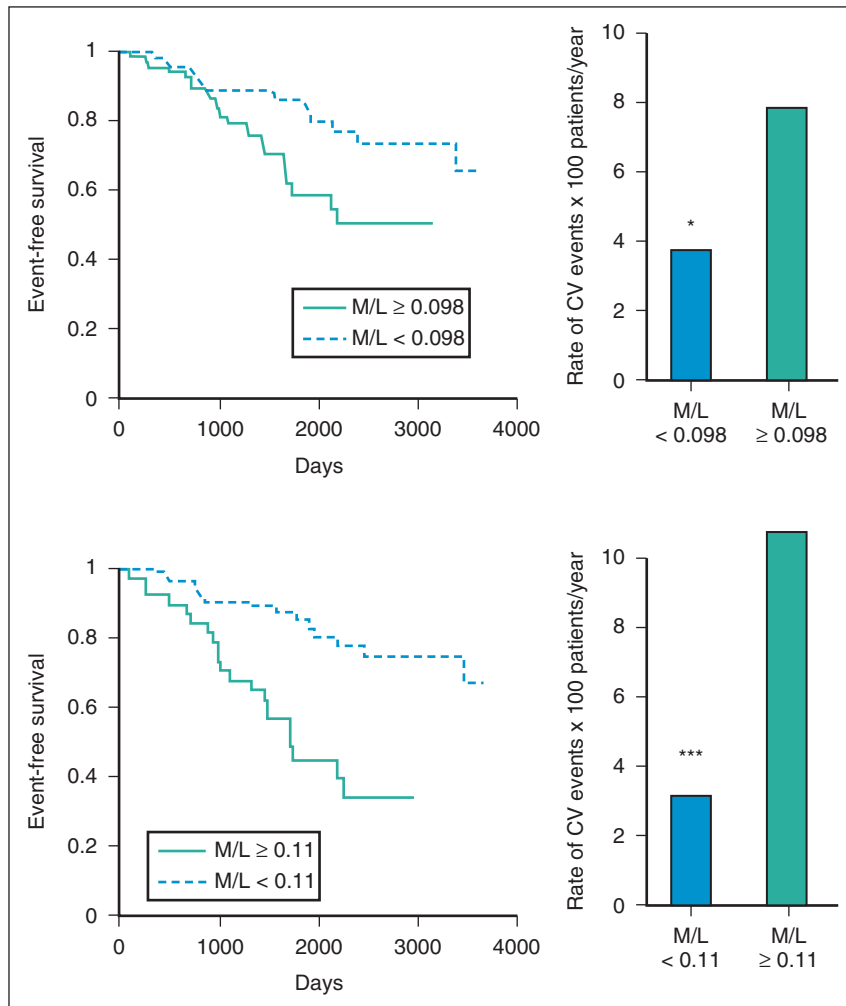 1
0.8
0.6
0.4
0.2
0
Event-free survival
M/L ≥ 0.098
M/L < 0.098
0 1000 2000 3000 4000
Days
10
8
6
4
2
0
Rate of CV events x 100 patients/year
*
M/L M/L
< 0.098 ≥ 0.098
1
0.8
0.6
0.4
0.2
0
Event-free survival
M/L ≥ 0.11
M/L < 0.11
0 1000 2000 3000 4000
Days
10
8
6
4
2
0
Rate of CV events x 100 patients/year
***
M/L M/L
< 0.11 ≥ 0.11